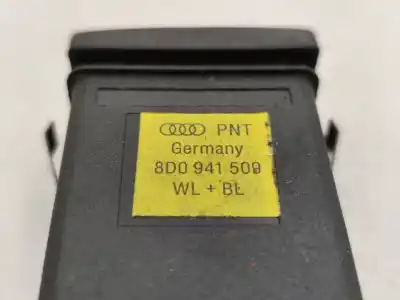 PNT
Germany
8D0 941 509
WL + BL